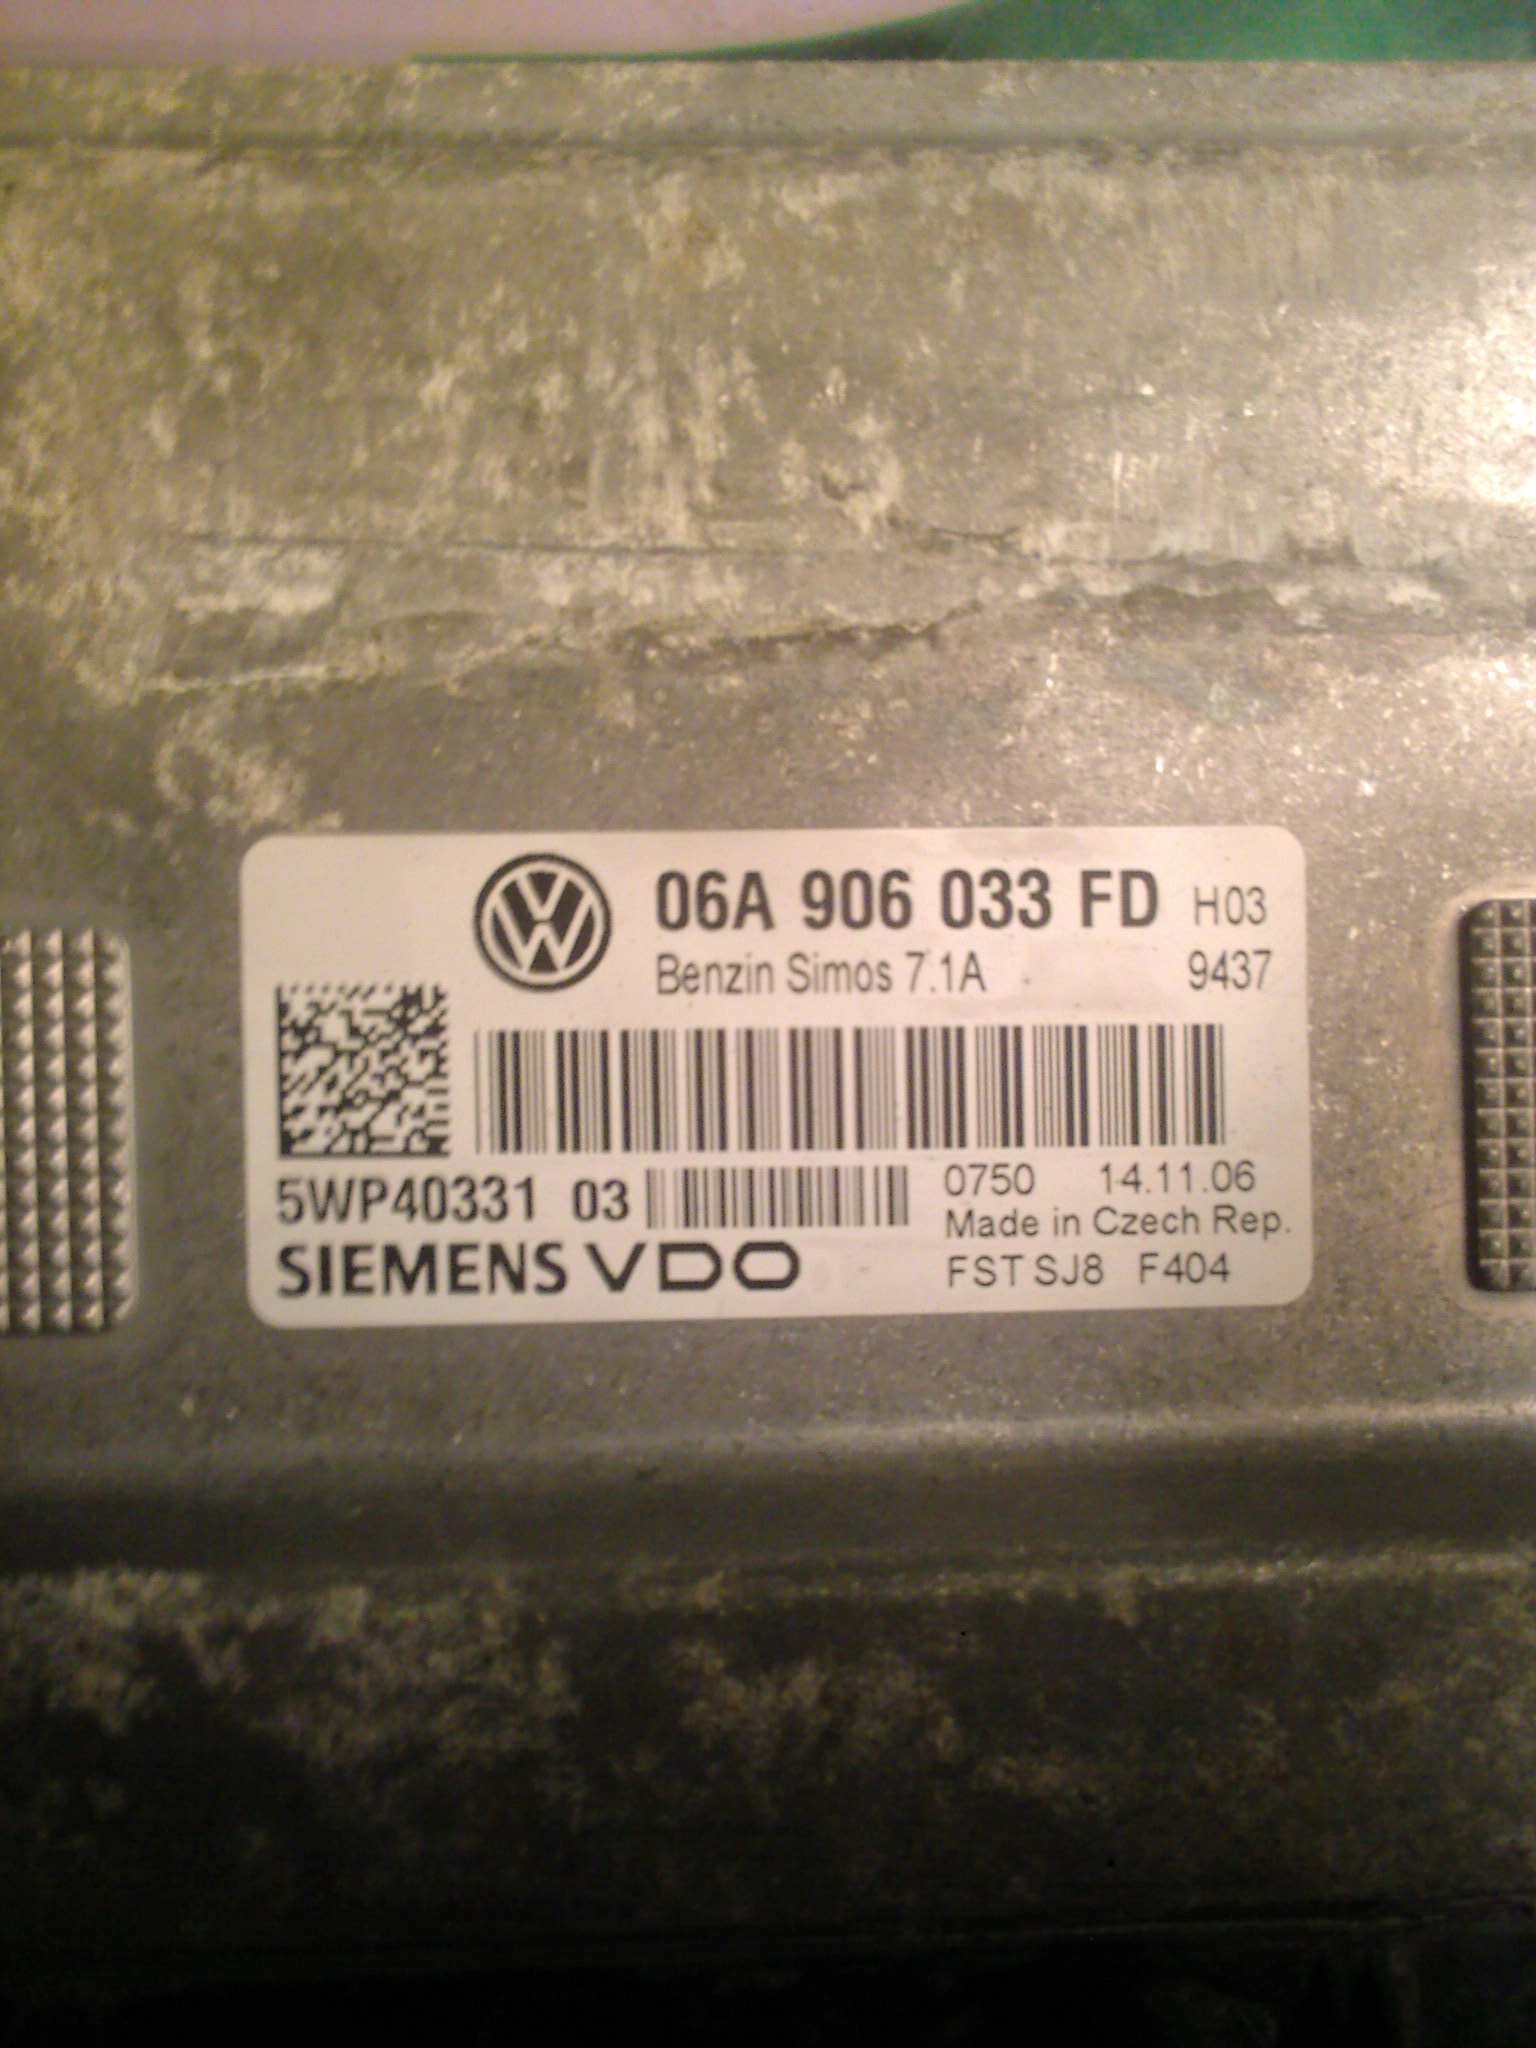 06A 906 033 FD H03
Benzin Simos 7.1A 9437
5WP40331 03
0750 14.11.06
Made in Czech Rep.
SIEMENS VDO
FST SJ8 F404